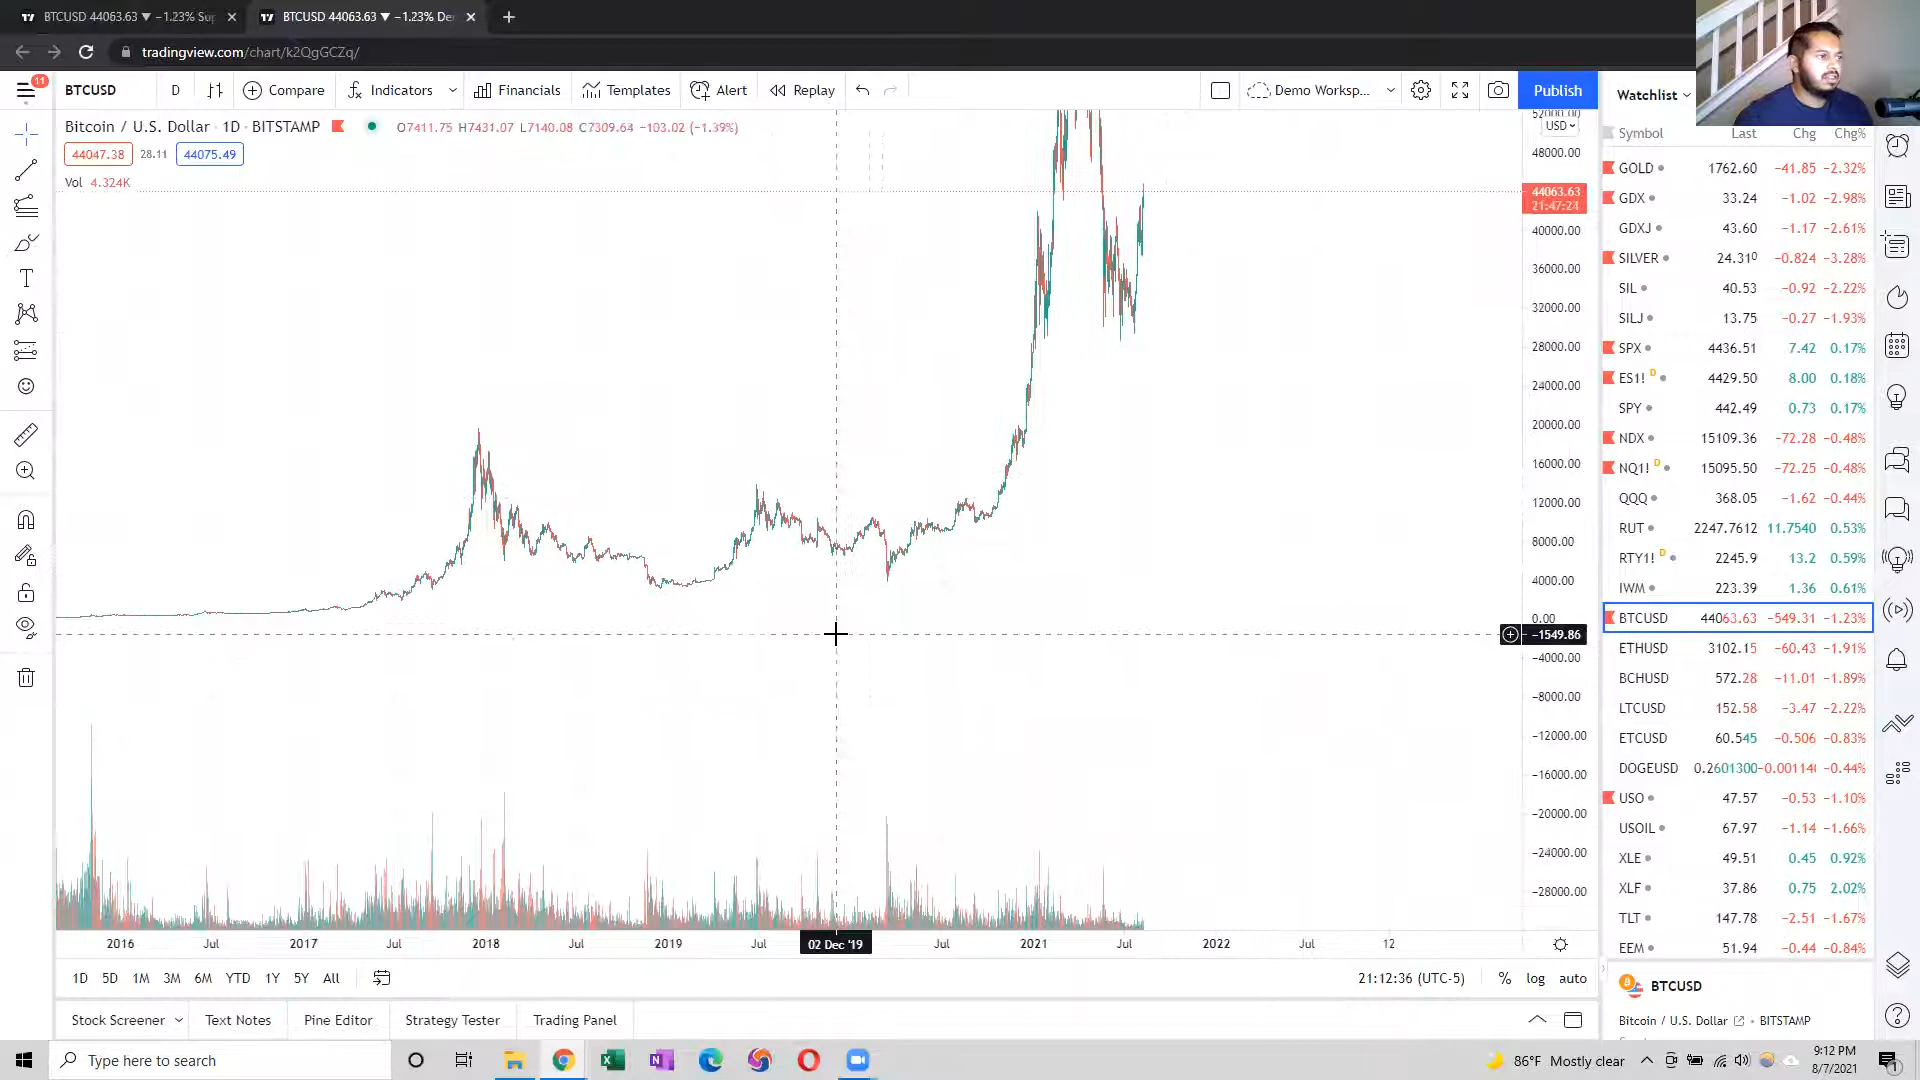 BTCUSD 44063.63 ▼ −1.23% Su
BTCUSD 44063.63 ▼ −1.23% De
tradingview.com/chart/k2QgGCZq/
11
BTCUSD D Compare Indicators Financials Templates Alert Replay Demo Worksp... Publish
Bitcoin / U.S. Dollar · 1D · BITSTAMP O7411.75 H7431.07 L7140.08 C7309.64 −103.02 (−1.39%)
44047.38 28.11 44075.49
Vol 4.324K
52000.00
USD
48000.00
44063.63
21:47:24
40000.00
36000.00
32000.00
28000.00
24000.00
20000.00
16000.00
12000.00
8000.00
4000.00
0.00
−1549.86
−4000.00
−8000.00
−12000.00
−16000.00
−20000.00
−24000.00
−28000.00
2016 Jul 2017 Jul 2018 Jul 2019 Jul 02 Dec '19 Jul 2021 Jul 2022 Jul 12
1D 5D 1M 3M 6M YTD 1Y 5Y All 21:12:36 (UTC-5) % log auto
Stock Screener Text Notes Pine Editor Strategy Tester Trading Panel
Watchlist
Symbol Last Chg Chg%
GOLD 1762.60 −41.85 −2.32%
GDX 33.24 −1.02 −2.98%
GDXJ 43.60 −1.17 −2.61%
SILVER 24.310 −0.824 −3.28%
SIL 40.53 −0.92 −2.22%
SILJ 13.75 −0.27 −1.93%
SPX 4436.51 7.42 0.17%
ES1! D 4429.50 8.00 0.18%
SPY 442.49 0.73 0.17%
NDX 15109.36 −72.28 −0.48%
NQ1! D 15095.50 −72.25 −0.48%
QQQ 368.05 −1.62 −0.44%
RUT 2247.7612 11.7540 0.53%
RTY1! D 2245.9 13.2 0.59%
IWM 223.39 1.36 0.61%
BTCUSD 44063.63 −549.31 −1.23%
ETHUSD 3102.15 −60.43 −1.91%
BCHUSD 572.28 −11.01 −1.89%
LTCUSD 152.58 −3.47 −2.22%
ETCUSD 60.545 −0.506 −0.83%
DOGEUSD 0.2601300 −0.001140 −0.44%
USO 47.57 −0.53 −1.10%
USOIL 67.97 −1.14 −1.66%
XLE 49.51 0.45 0.92%
XLF 37.86 0.75 2.02%
TLT 147.78 −2.51 −1.67%
EEM 51.94 −0.44 −0.84%
BTCUSD
Bitcoin / U.S. Dollar • BITSTAMP
Type here to search
86°F Mostly clear
9:12 PM
8/7/2021
1